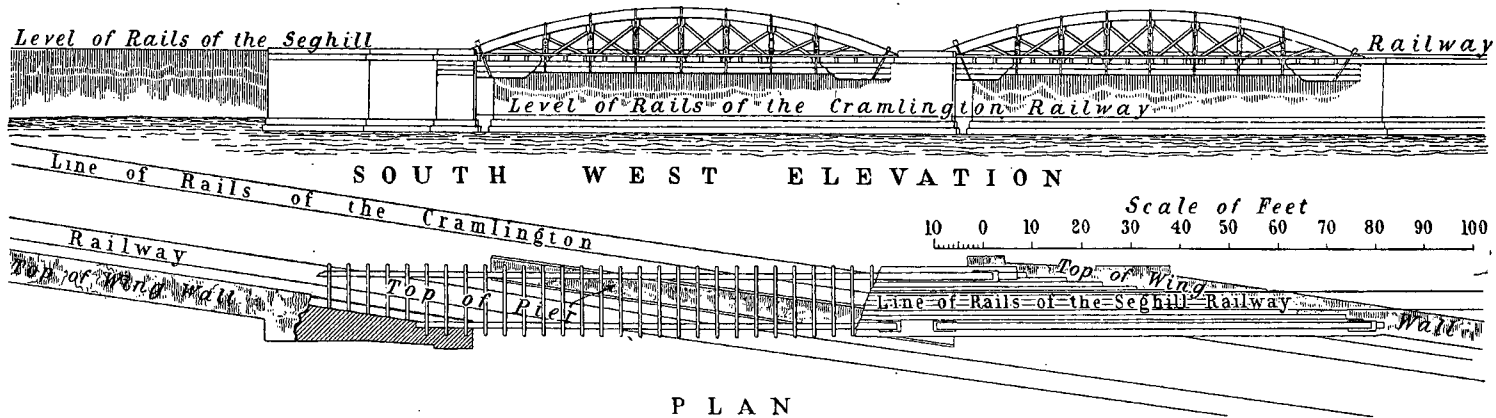 Level of Rails of the Seghill Railway
Level of Rails of the Cramlington Railway
SOUTH WEST ELEVATION
Line of Rails of the Cramlington
Railway
Scale of Feet
10 0 10 20 30 40 50 60 70 80 90 100
Top of Wing Wall
Top of Pier
Top of Wing Wall
Line of Rails of the Seghill Railway
PLAN